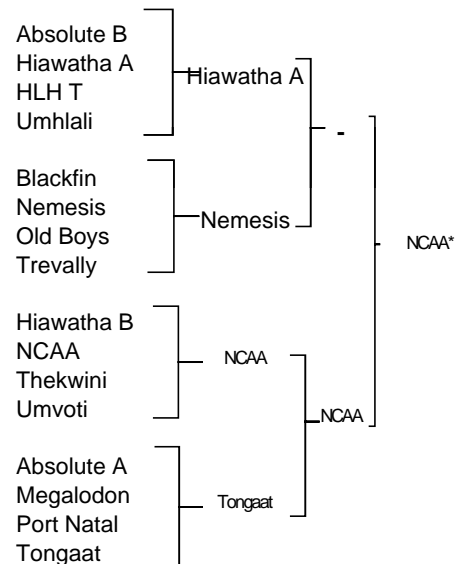 Absolute B
Hiawatha A
HLH T
Umhlali
Hiawatha A
-
Blackfin
Nemesis
Old Boys
Trevally
Nemesis
NCAA*
Hiawatha B
NCAA
Thekwini
Umvoti
NCAA
NCAA
Absolute A
Megalodon
Port Natal
Tongaat
Tongaat